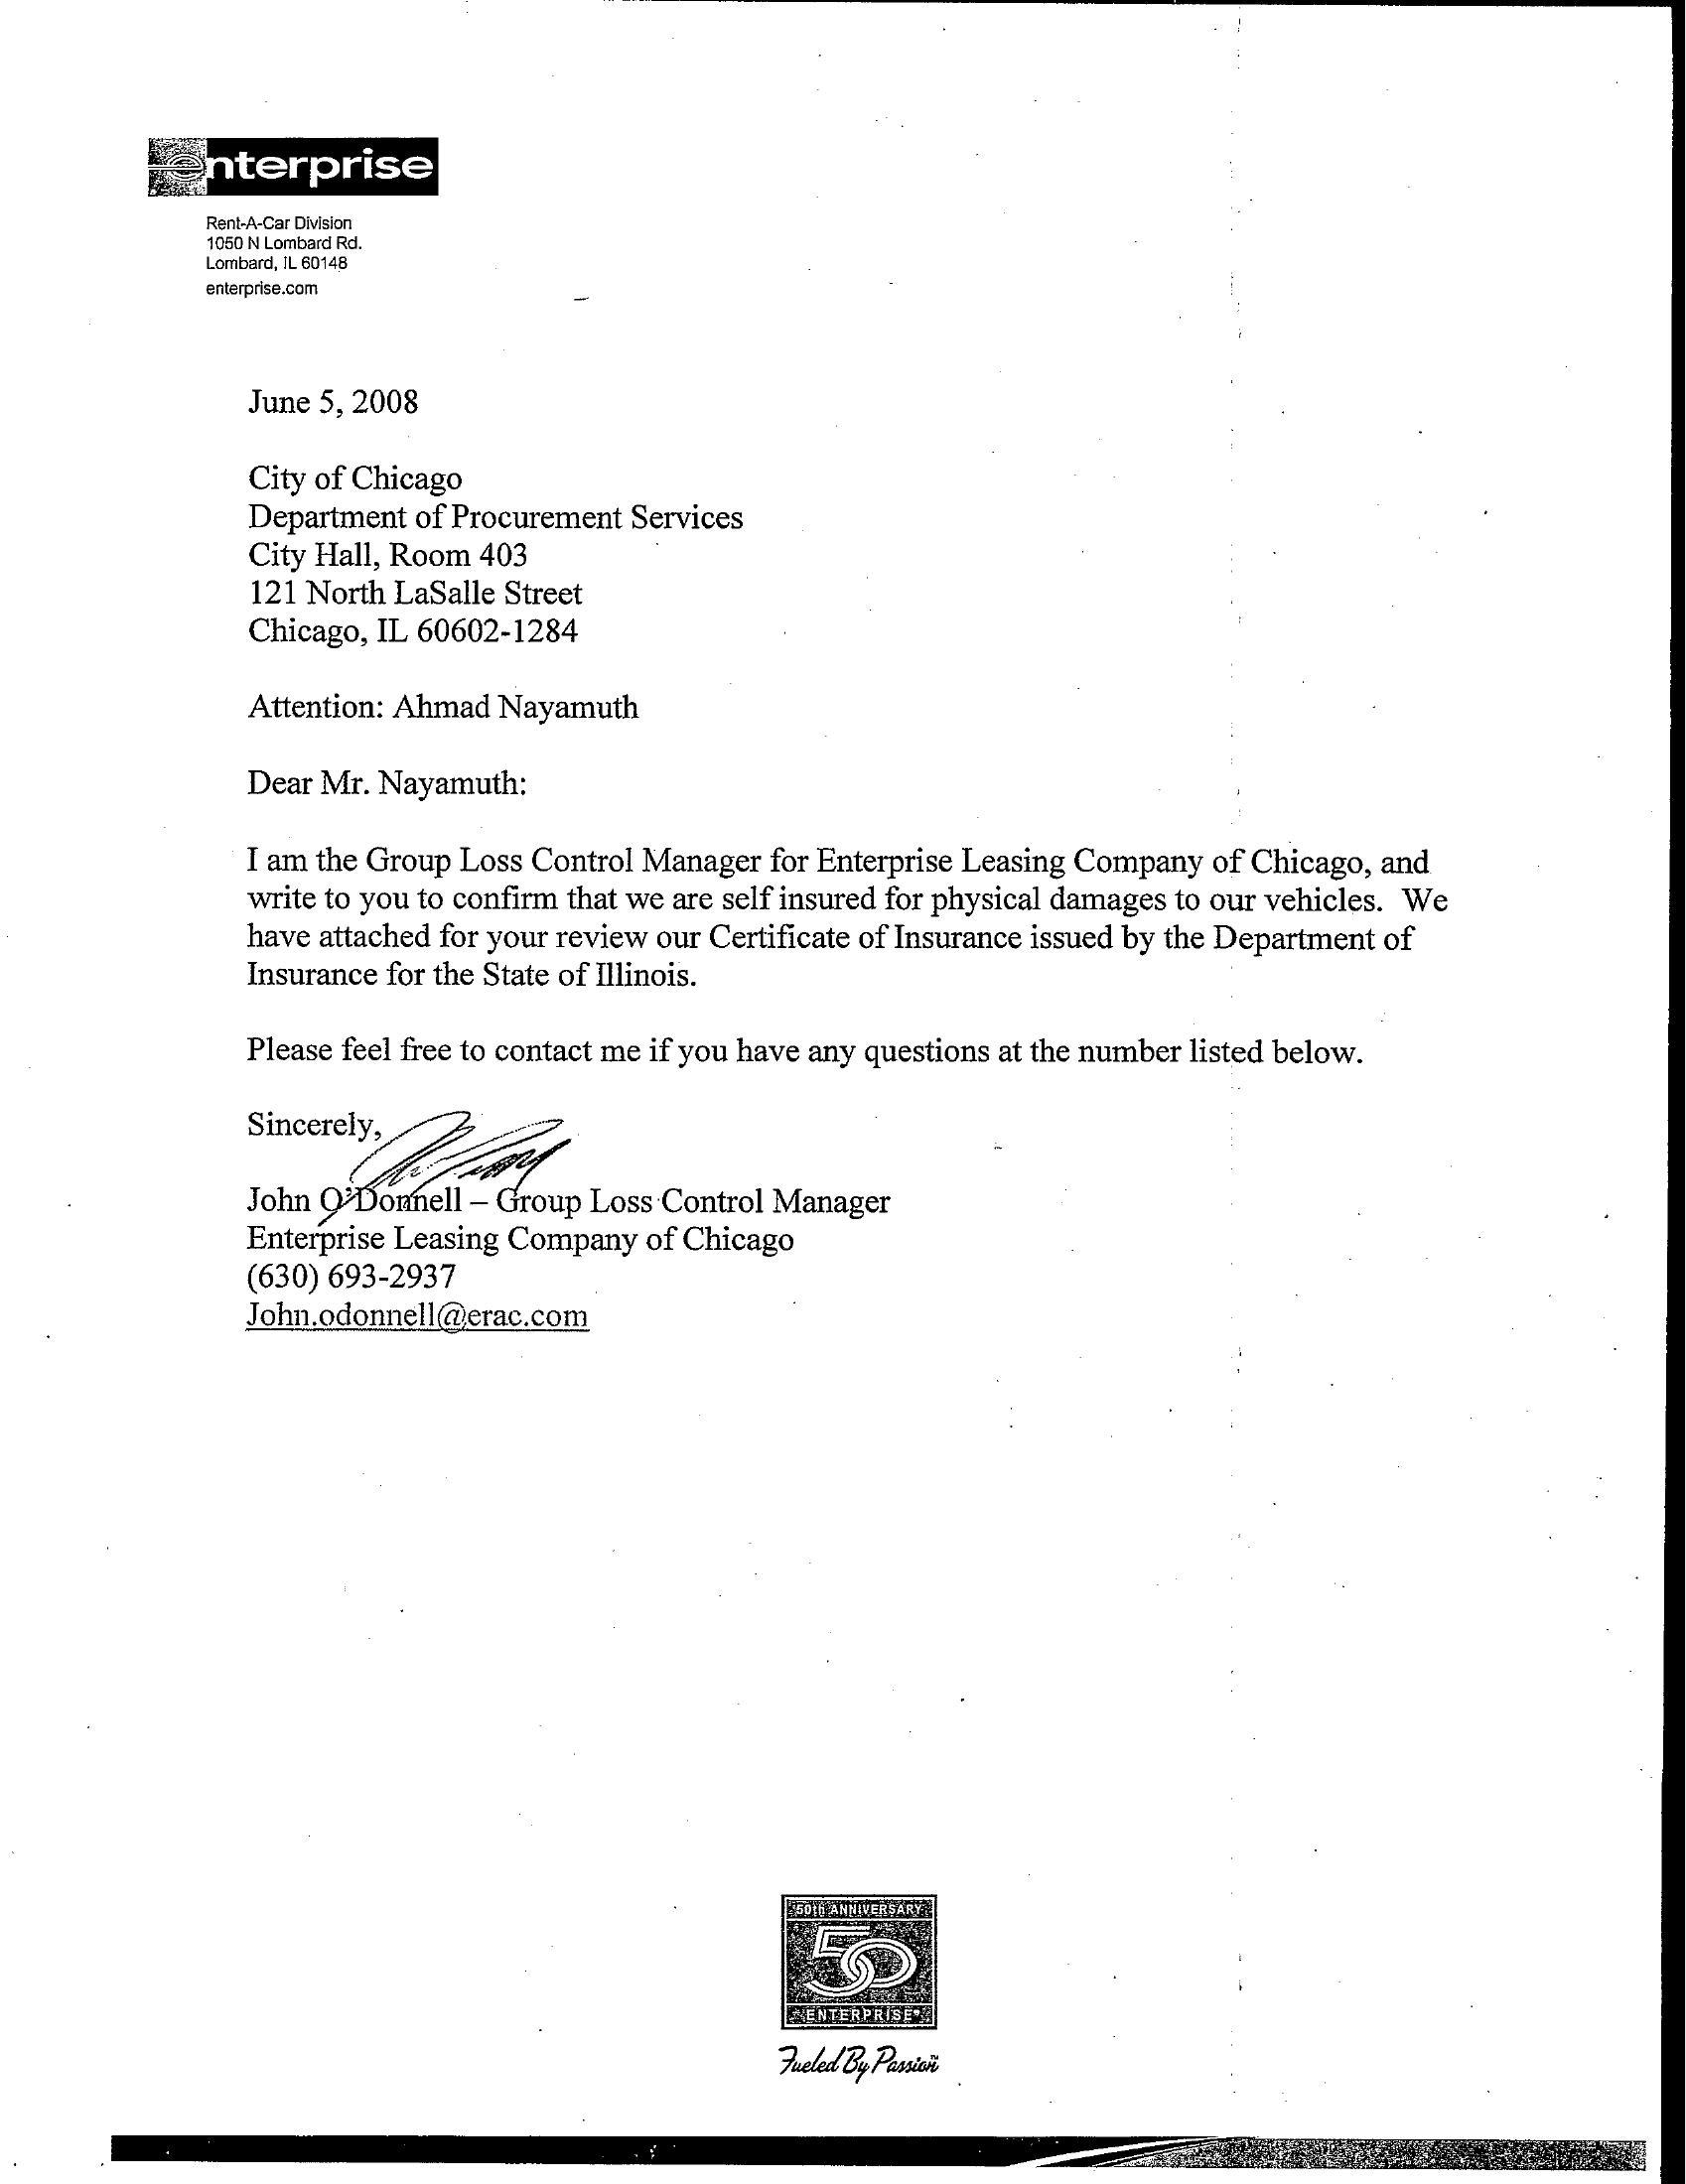 enterprise
Rent-A-Car Division
1050 N Lombard Rd.
Lombard, IL 60148
enterprise.com
June 5, 2008
City of Chicago
Department of Procurement Services
City Hall, Room 403
121 North LaSalle Street
Chicago, IL 60602-1284
Attention: Ahmad Nayamuth
Dear Mr. Nayamuth:
I am the Group Loss Control Manager for Enterprise Leasing Company of Chicago, and
write to you to confirm that we are self insured for physical damages to our vehicles. We
have attached for your review our Certificate of Insurance issued by the Department of
Insurance for the State of Illinois.
Please feel free to contact me if you have any questions at the number listed below.
Sincerely,
John O'Donnell – Group Loss Control Manager
Enterprise Leasing Company of Chicago
(630) 693-2937
John.odonnell@erac.com
50th ANNIVERSARY
50
ENTERPRISE®
Fueled By Passion™